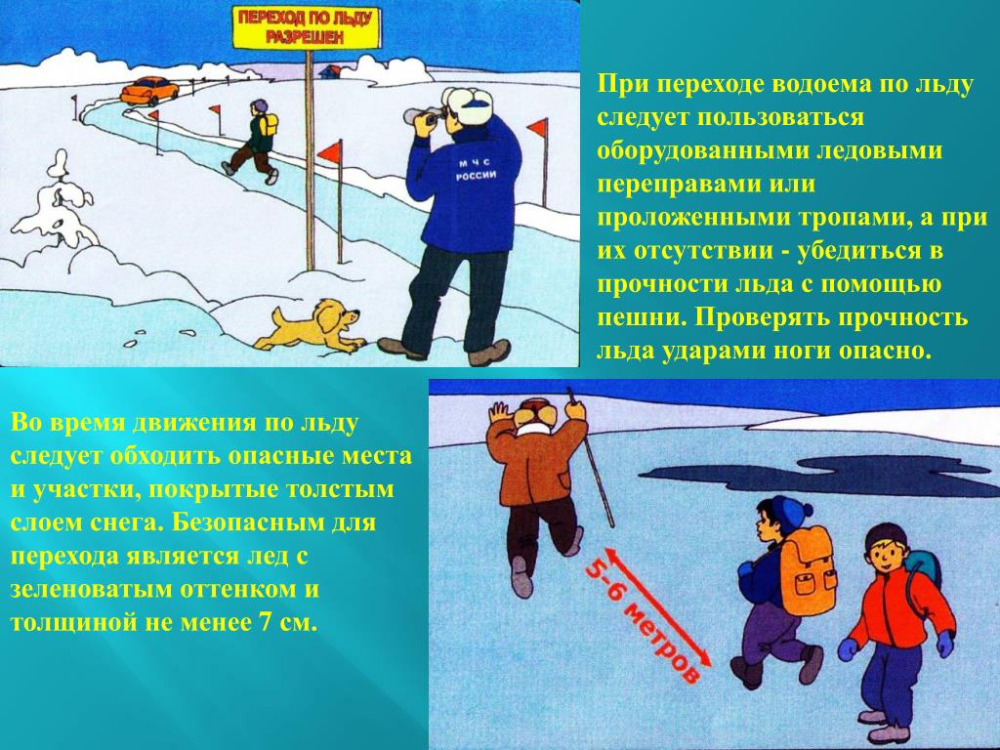 ПЕРЕХОД ПО ЛЬДУ
РАЗРЕШЕН
М Ч С
РОССИИ
При переходе водоема по льду
следует пользоваться
оборудованными ледовыми
переправами или
проложенными тропами, а при
их отсутствии - убедиться в
прочности льда с помощью
пешни. Проверять прочность
льда ударами ноги опасно.
Во время движения по льду
следует обходить опасные места
и участки, покрытые толстым
слоем снега. Безопасным для
перехода является лед с
зеленоватым оттенком и
толщиной не менее 7 см.
5-6 метров